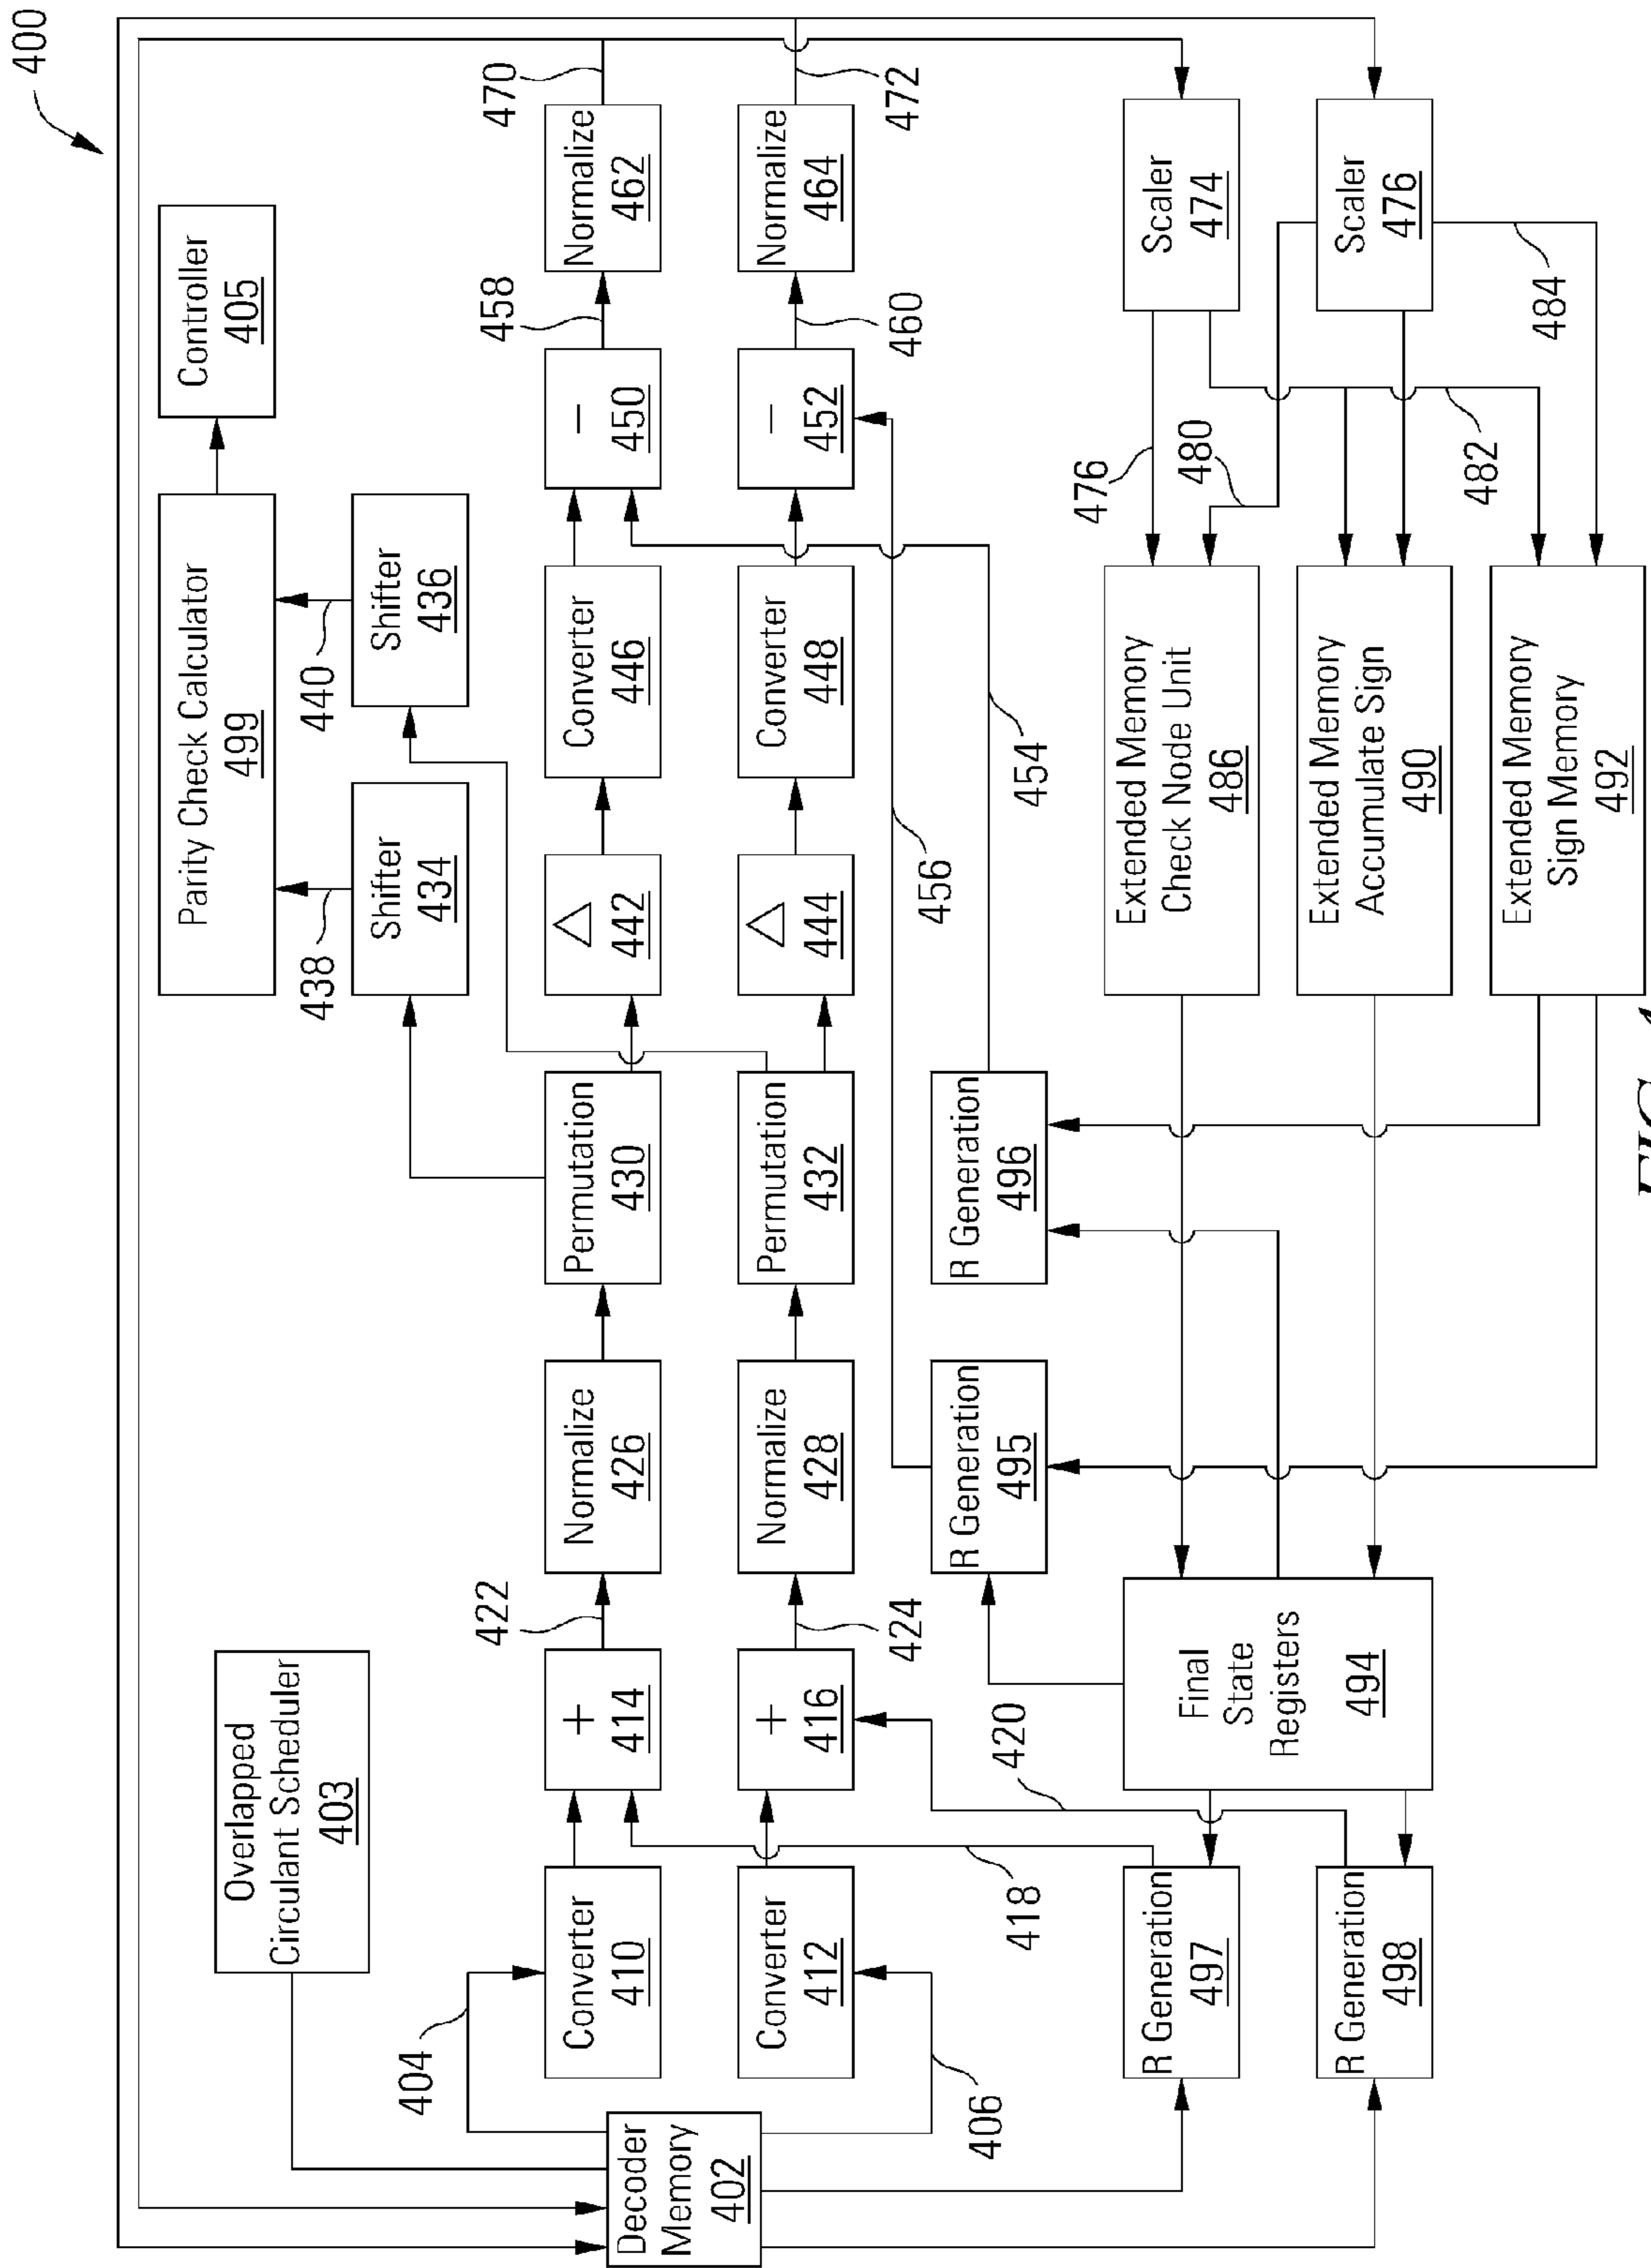 400
Overlapped
Circulant Scheduler
403
Parity Check Calculator
499
Controller
405
438
440
Shifter
434
Shifter
436
404
422
458
470
Converter
410
+
414
Normalize
426
Permutation
430
△
442
Converter
446
−
450
Normalize
462
Decoder
Memory
402
Converter
412
+
416
Normalize
428
Permutation
432
△
444
Converter
448
−
452
Normalize
464
406
424
456
460
472
418
420
R Generation
495
R Generation
496
454
476
480
R Generation
497
Final
State
Registers
494
Extended Memory
Check Node Unit
486
Scaler
474
R Generation
498
Extended Memory
Accumulate Sign
490
Scaler
476
482
484
Extended Memory
Sign Memory
492
FIG. 4